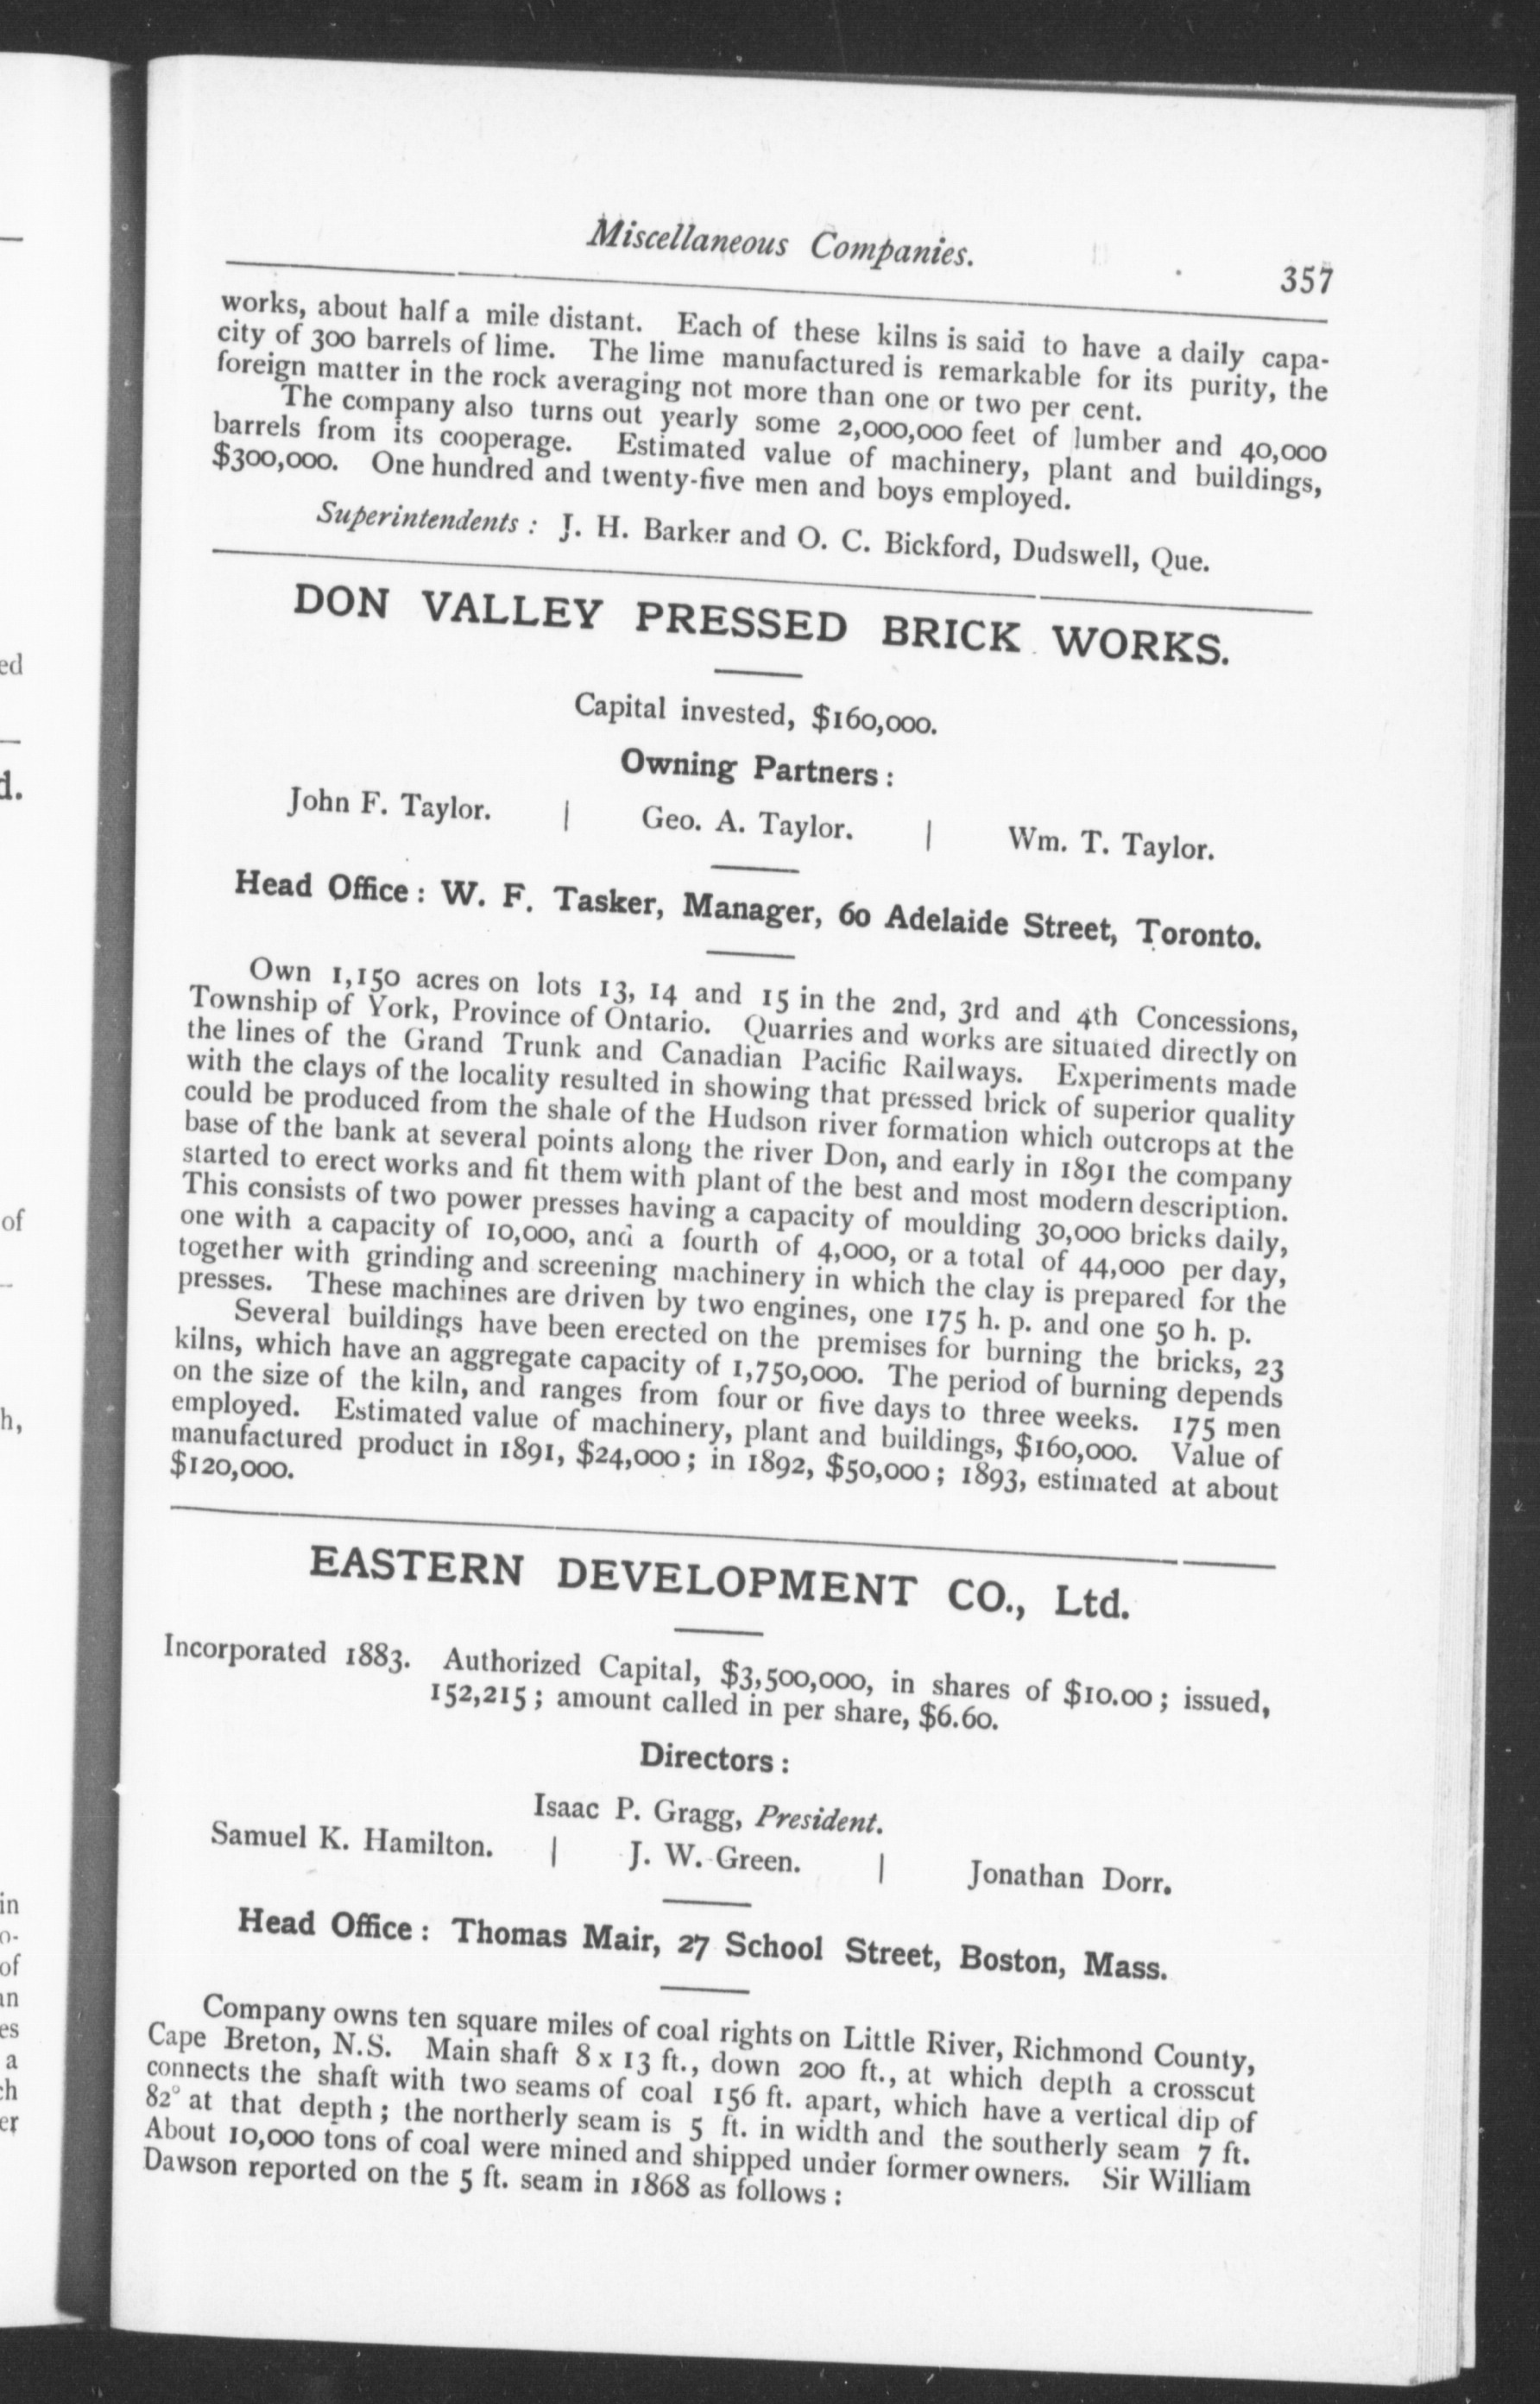 Miscellaneous Companies.
357
works, about half a mile distant. Each of these kilns is said to have a daily capa-
city of 300 barrels of lime. The lime manufactured is remarkable for its purity, the
foreign matter in the rock averaging not more than one or two per cent.
The company also turns out yearly some 2,000,000 feet of lumber and 40,000
barrels from its cooperage. Estimated value of machinery, plant and buildings,
$300,000. One hundred and twenty-five men and boys employed.
Superintendents : J. H. Barker and O. C. Bickford, Dudswell, Que.
DON VALLEY PRESSED BRICK WORKS.
Capital invested, $160,000.
Owning Partners :
John F. Taylor. | Geo. A. Taylor. | Wm. T. Taylor.
Head Office : W. F. Tasker, Manager, 60 Adelaide Street, Toronto.
Own 1,150 acres on lots 13, 14 and 15 in the 2nd, 3rd and 4th Concessions,
Township of York, Province of Ontario. Quarries and works are situated directly on
the lines of the Grand Trunk and Canadian Pacific Railways. Experiments made
with the clays of the locality resulted in showing that pressed brick of superior quality
could be produced from the shale of the Hudson river formation which outcrops at the
base of the bank at several points along the river Don, and early in 1891 the company
started to erect works and fit them with plant of the best and most modern description.
This consists of two power presses having a capacity of moulding 30,000 bricks daily,
one with a capacity of 10,000, and a fourth of 4,000, or a total of 44,000 per day,
together with grinding and screening machinery in which the clay is prepared for the
presses. These machines are driven by two engines, one 175 h. p. and one 50 h. p.
Several buildings have been erected on the premises for burning the bricks, 23
kilns, which have an aggregate capacity of 1,750,000. The period of burning depends
on the size of the kiln, and ranges from four or five days to three weeks. 175 men
employed. Estimated value of machinery, plant and buildings, $160,000. Value of
manufactured product in 1891, $24,000 ; in 1892, $50,000 ; 1893, estimated at about
$120,000.
EASTERN DEVELOPMENT CO., Ltd.
Incorporated 1883. Authorized Capital, $3,500,000, in shares of $10.00 ; issued,
152,215 ; amount called in per share, $6.60.
Directors :
Isaac P. Gragg, President.
Samuel K. Hamilton. | J. W. Green. | Jonathan Dorr.
Head Office : Thomas Mair, 27 School Street, Boston, Mass.
Company owns ten square miles of coal rights on Little River, Richmond County,
Cape Breton, N.S. Main shaft 8 x 13 ft., down 200 ft., at which depth a crosscut
connects the shaft with two seams of coal 156 ft. apart, which have a vertical dip of
82° at that depth ; the northerly seam is 5 ft. in width and the southerly seam 7 ft.
About 10,000 tons of coal were mined and shipped under former owners. Sir William
Dawson reported on the 5 ft. seam in 1868 as follows :